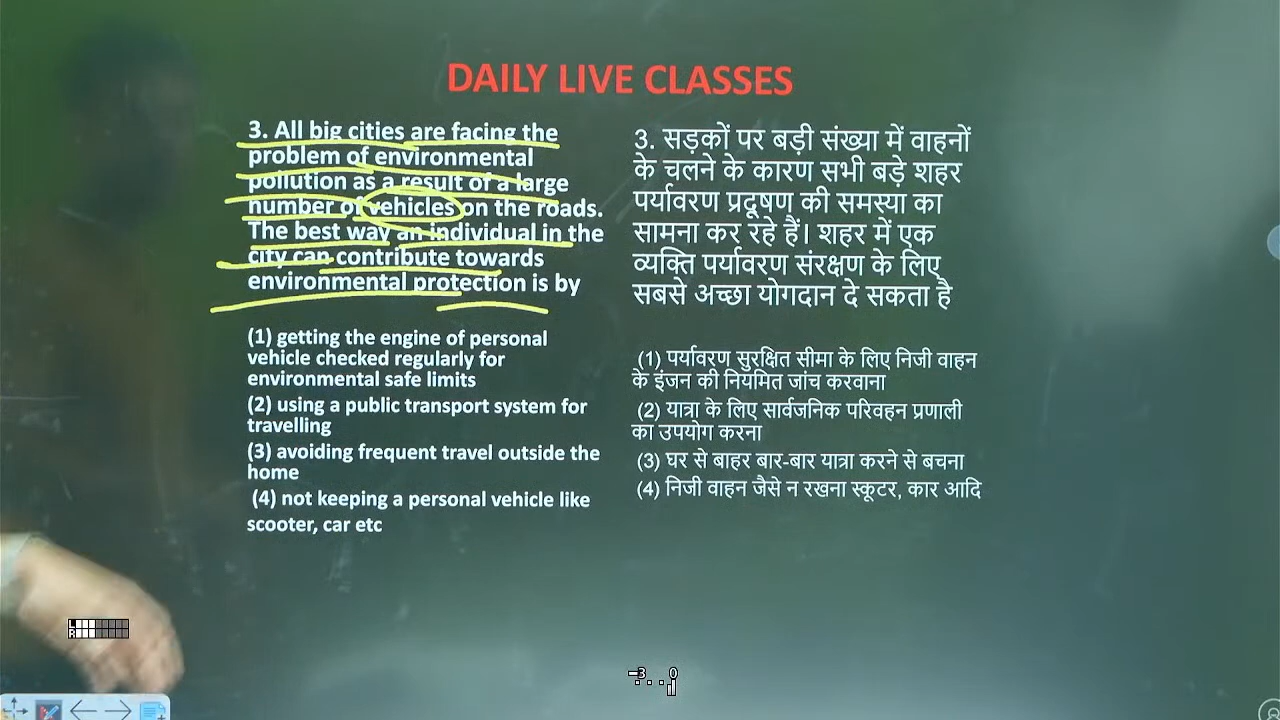 DAILY LIVE CLASSES
3. All big cities are facing the
problem of environmental
pollution as a result of a large
number of vehicles on the roads.
The best way an individual in the
city can contribute towards
environmental protection is by
(1) getting the engine of personal
vehicle checked regularly for
environmental safe limits
(2) using a public transport system for
travelling
(3) avoiding frequent travel outside the
home
(4) not keeping a personal vehicle like
scooter, car etc
3. सड़कों पर बड़ी संख्या में वाहनों
के चलने के कारण सभी बड़े शहर
पर्यावरण प्रदूषण की समस्या का
सामना कर रहे हैं। शहर में एक
व्यक्ति पर्यावरण संरक्षण के लिए
सबसे अच्छा योगदान दे सकता है
(1) पर्यावरण सुरक्षित सीमा के लिए निजी वाहन
के इंजन की नियमित जांच करवाना
(2) यात्रा के लिए सार्वजनिक परिवहन प्रणाली
का उपयोग करना
(3) घर से बाहर बार-बार यात्रा करने से बचना
(4) निजी वाहन जैसे न रखना स्कूटर, कार आदि
L
R
-3 0